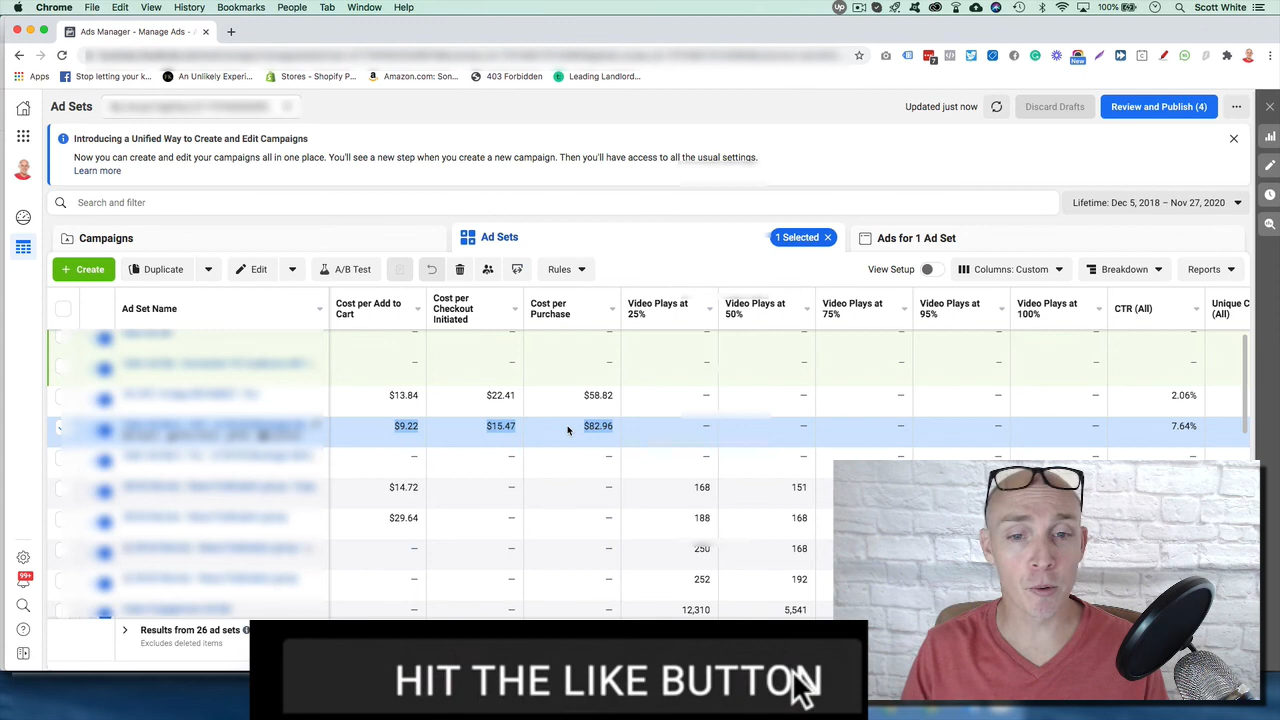 Chrome File Edit View History Bookmarks People Tab Window Help Up 100% Scott White
Ads Manager - Manage Ads -
Apps Stop letting your k... An Unlikely Experi... Stores - Shopify P... Amazon.com: Son... 403 Forbidden Leading Landlord...
7 New
Ad Sets Updated just now Discard Drafts Review and Publish (4)
Introducing a Unified Way to Create and Edit Campaigns
Now you can create and edit your campaigns all in one place. You'll see a new step when you create a new campaign. Then you'll have access to all the usual settings.
Learn more
Search and filter Lifetime: Dec 5, 2018 – Nov 27, 2020
Campaigns Ad Sets 1 Selected Ads for 1 Ad Set
+ Create Duplicate Edit A/B Test Rules View Setup Columns: Custom Breakdown Reports
Ad Set Name Cost per Add to Cart Cost per Checkout Initiated Cost per Purchase Video Plays at 25% Video Plays at 50% Video Plays at 75% Video Plays at 95% Video Plays at 100% CTR (All) Unique C (All)
— — — — — — — — —
— — — — — — — — —
$13.84 $22.41 $58.82 — — — — — 2.06%
$9.22 $15.47 $82.96 — — — — — 7.64%
— — — — — — — — —
$14.72 — — 168 151
$29.64 — — 188 168
— — — 250 168
— — — 252 192
— — — 12,310 5,541
99+
Results from 26 ad sets
Excludes deleted items
HIT THE LIKE BUTTON